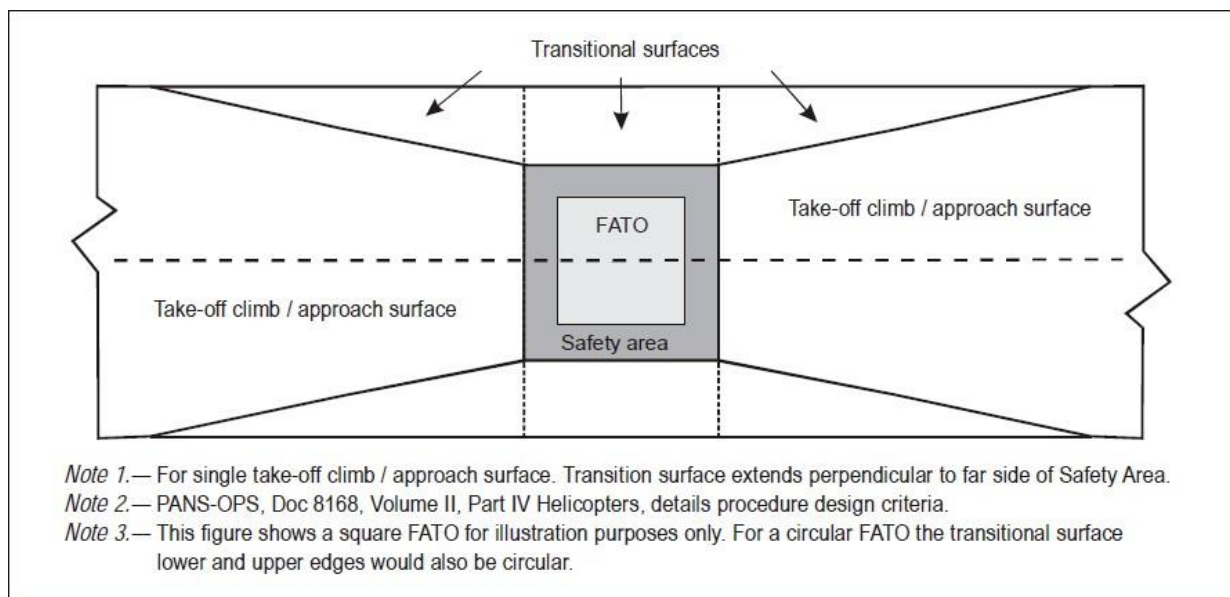 Transitional surfaces
Take-off climb / approach surface
FATO
Take-off climb / approach surface
Safety area
Note 1.— For single take-off climb / approach surface. Transition surface extends perpendicular to far side of Safety Area.
Note 2.— PANS-OPS, Doc 8168, Volume II, Part IV Helicopters, details procedure design criteria.
Note 3.— This figure shows a square FATO for illustration purposes only. For a circular FATO the transitional surface
lower and upper edges would also be circular.